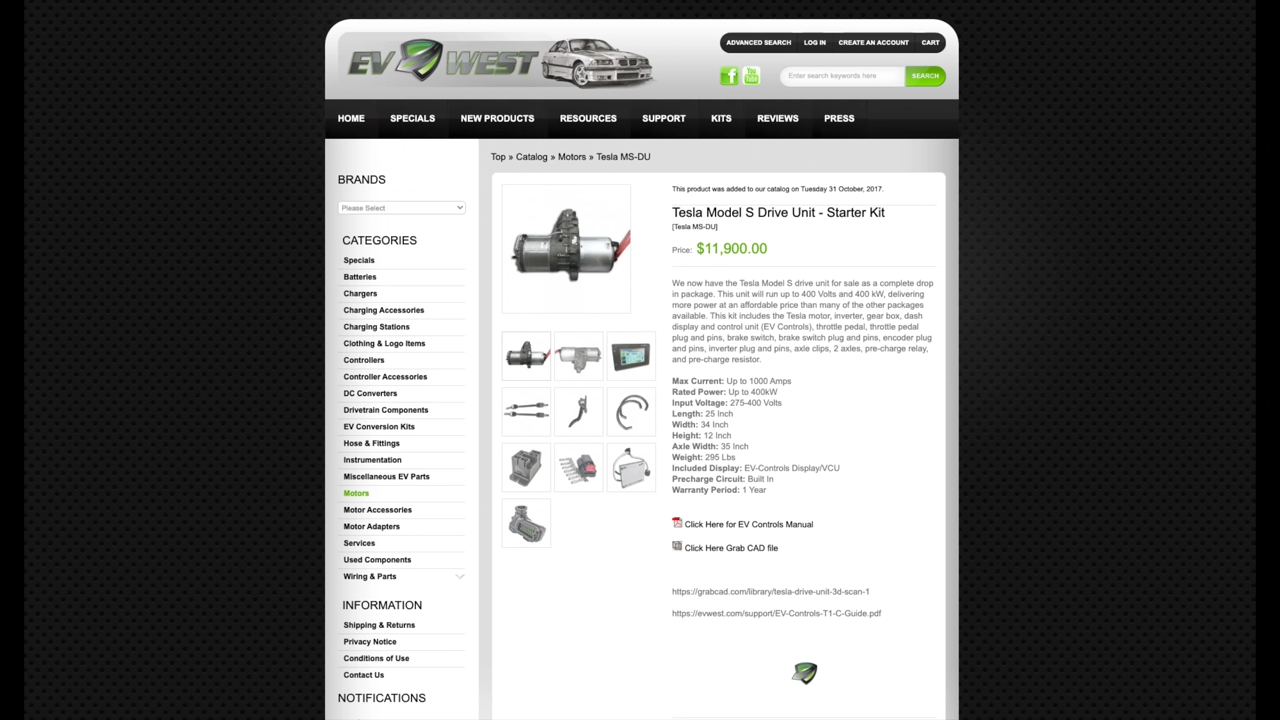 EV WEST
ADVANCED SEARCH LOG IN CREATE AN ACCOUNT CART
f You Tube Enter search keywords here SEARCH
HOME SPECIALS NEW PRODUCTS RESOURCES SUPPORT KITS REVIEWS PRESS
Top » Catalog » Motors » Tesla MS-DU
BRANDS
Please Select
CATEGORIES
Specials
Batteries
Chargers
Charging Accessories
Charging Stations
Clothing & Logo Items
Controllers
Controller Accessories
DC Converters
Drivetrain Components
EV Conversion Kits
Hose & Fittings
Instrumentation
Miscellaneous EV Parts
Motors
Motor Accessories
Motor Adapters
Services
Used Components
Wiring & Parts
INFORMATION
Shipping & Returns
Privacy Notice
Conditions of Use
Contact Us
NOTIFICATIONS
This product was added to our catalog on Tuesday 31 October, 2017.
Tesla Model S Drive Unit - Starter Kit
[Tesla MS-DU]
Price: $11,900.00
We now have the Tesla Model S drive unit for sale as a complete drop
in package. This unit will run up to 400 Volts and 400 kW, delivering
more power at an affordable price than many of the other packages
available. This kit includes the Tesla motor, inverter, gear box, dash
display and control unit (EV Controls), throttle pedal, throttle pedal
plug and pins, brake switch, brake switch plug and pins, encoder plug
and pins, inverter plug and pins, axle clips, 2 axles, pre-charge relay,
and pre-charge resistor.
Max Current: Up to 1000 Amps
Rated Power: Up to 400kW
Input Voltage: 275-400 Volts
Length: 25 Inch
Width: 34 Inch
Height: 12 Inch
Axle Width: 35 Inch
Weight: 295 Lbs
Included Display: EV-Controls Display/VCU
Precharge Circuit: Built In
Warranty Period: 1 Year
Click Here for EV Controls Manual
Click Here Grab CAD file
https://grabcad.com/library/tesla-drive-unit-3d-scan-1
https://evwest.com/support/EV-Controls-T1-C-Guide.pdf